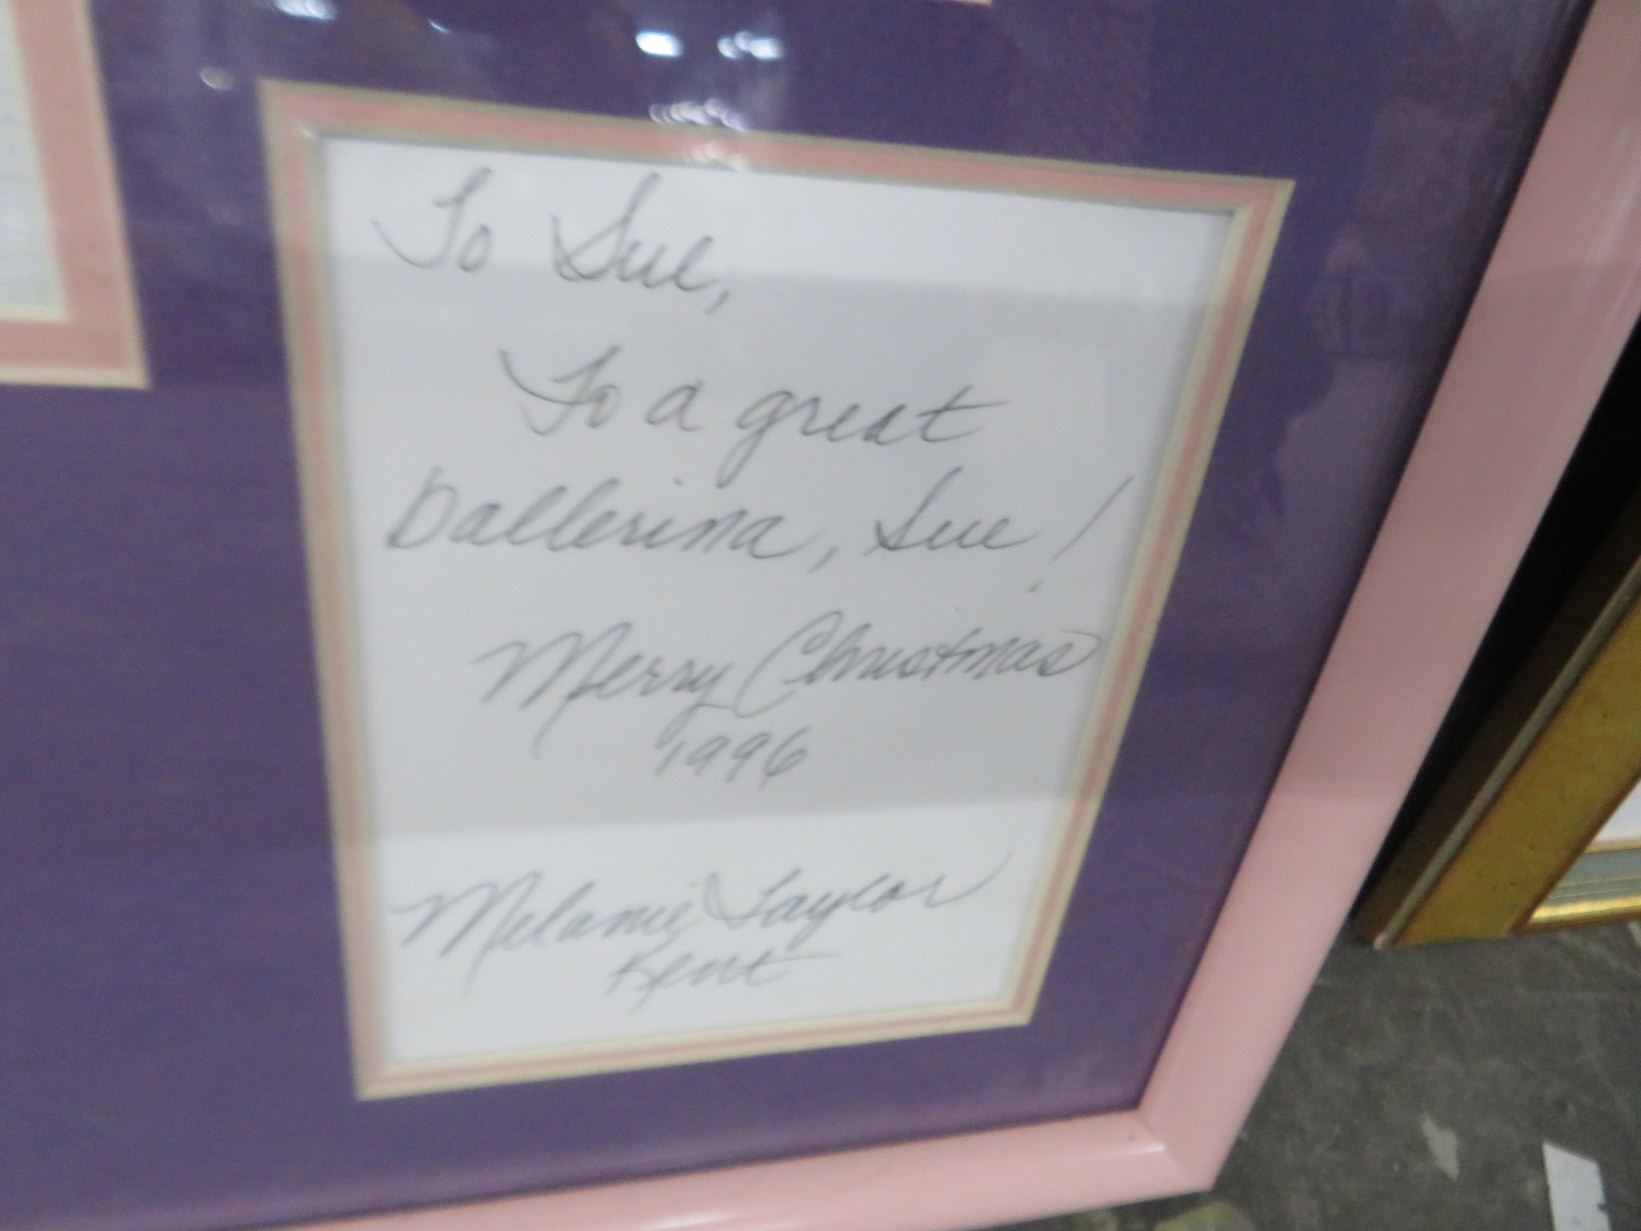 To Sue,
To a great
Ballerina, Sue!
Merry Christmas
1996
Melanie Taylor
Kent